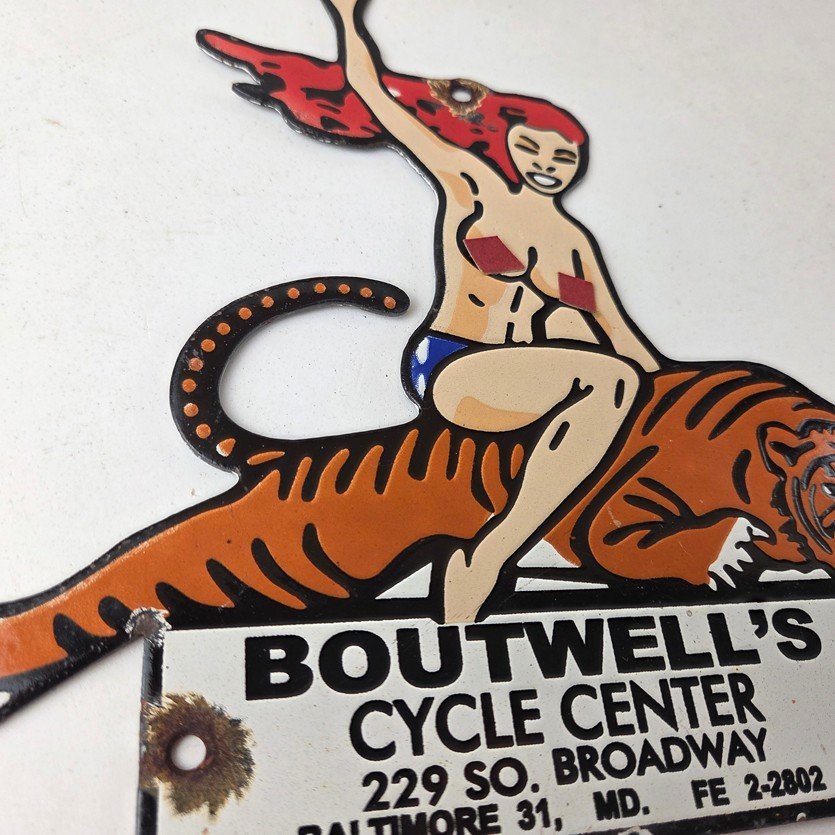 BOUTWELL'S
CYCLE CENTER
229 SO. BROADWAY
BALTIMORE 31, MD. FE 2-2802